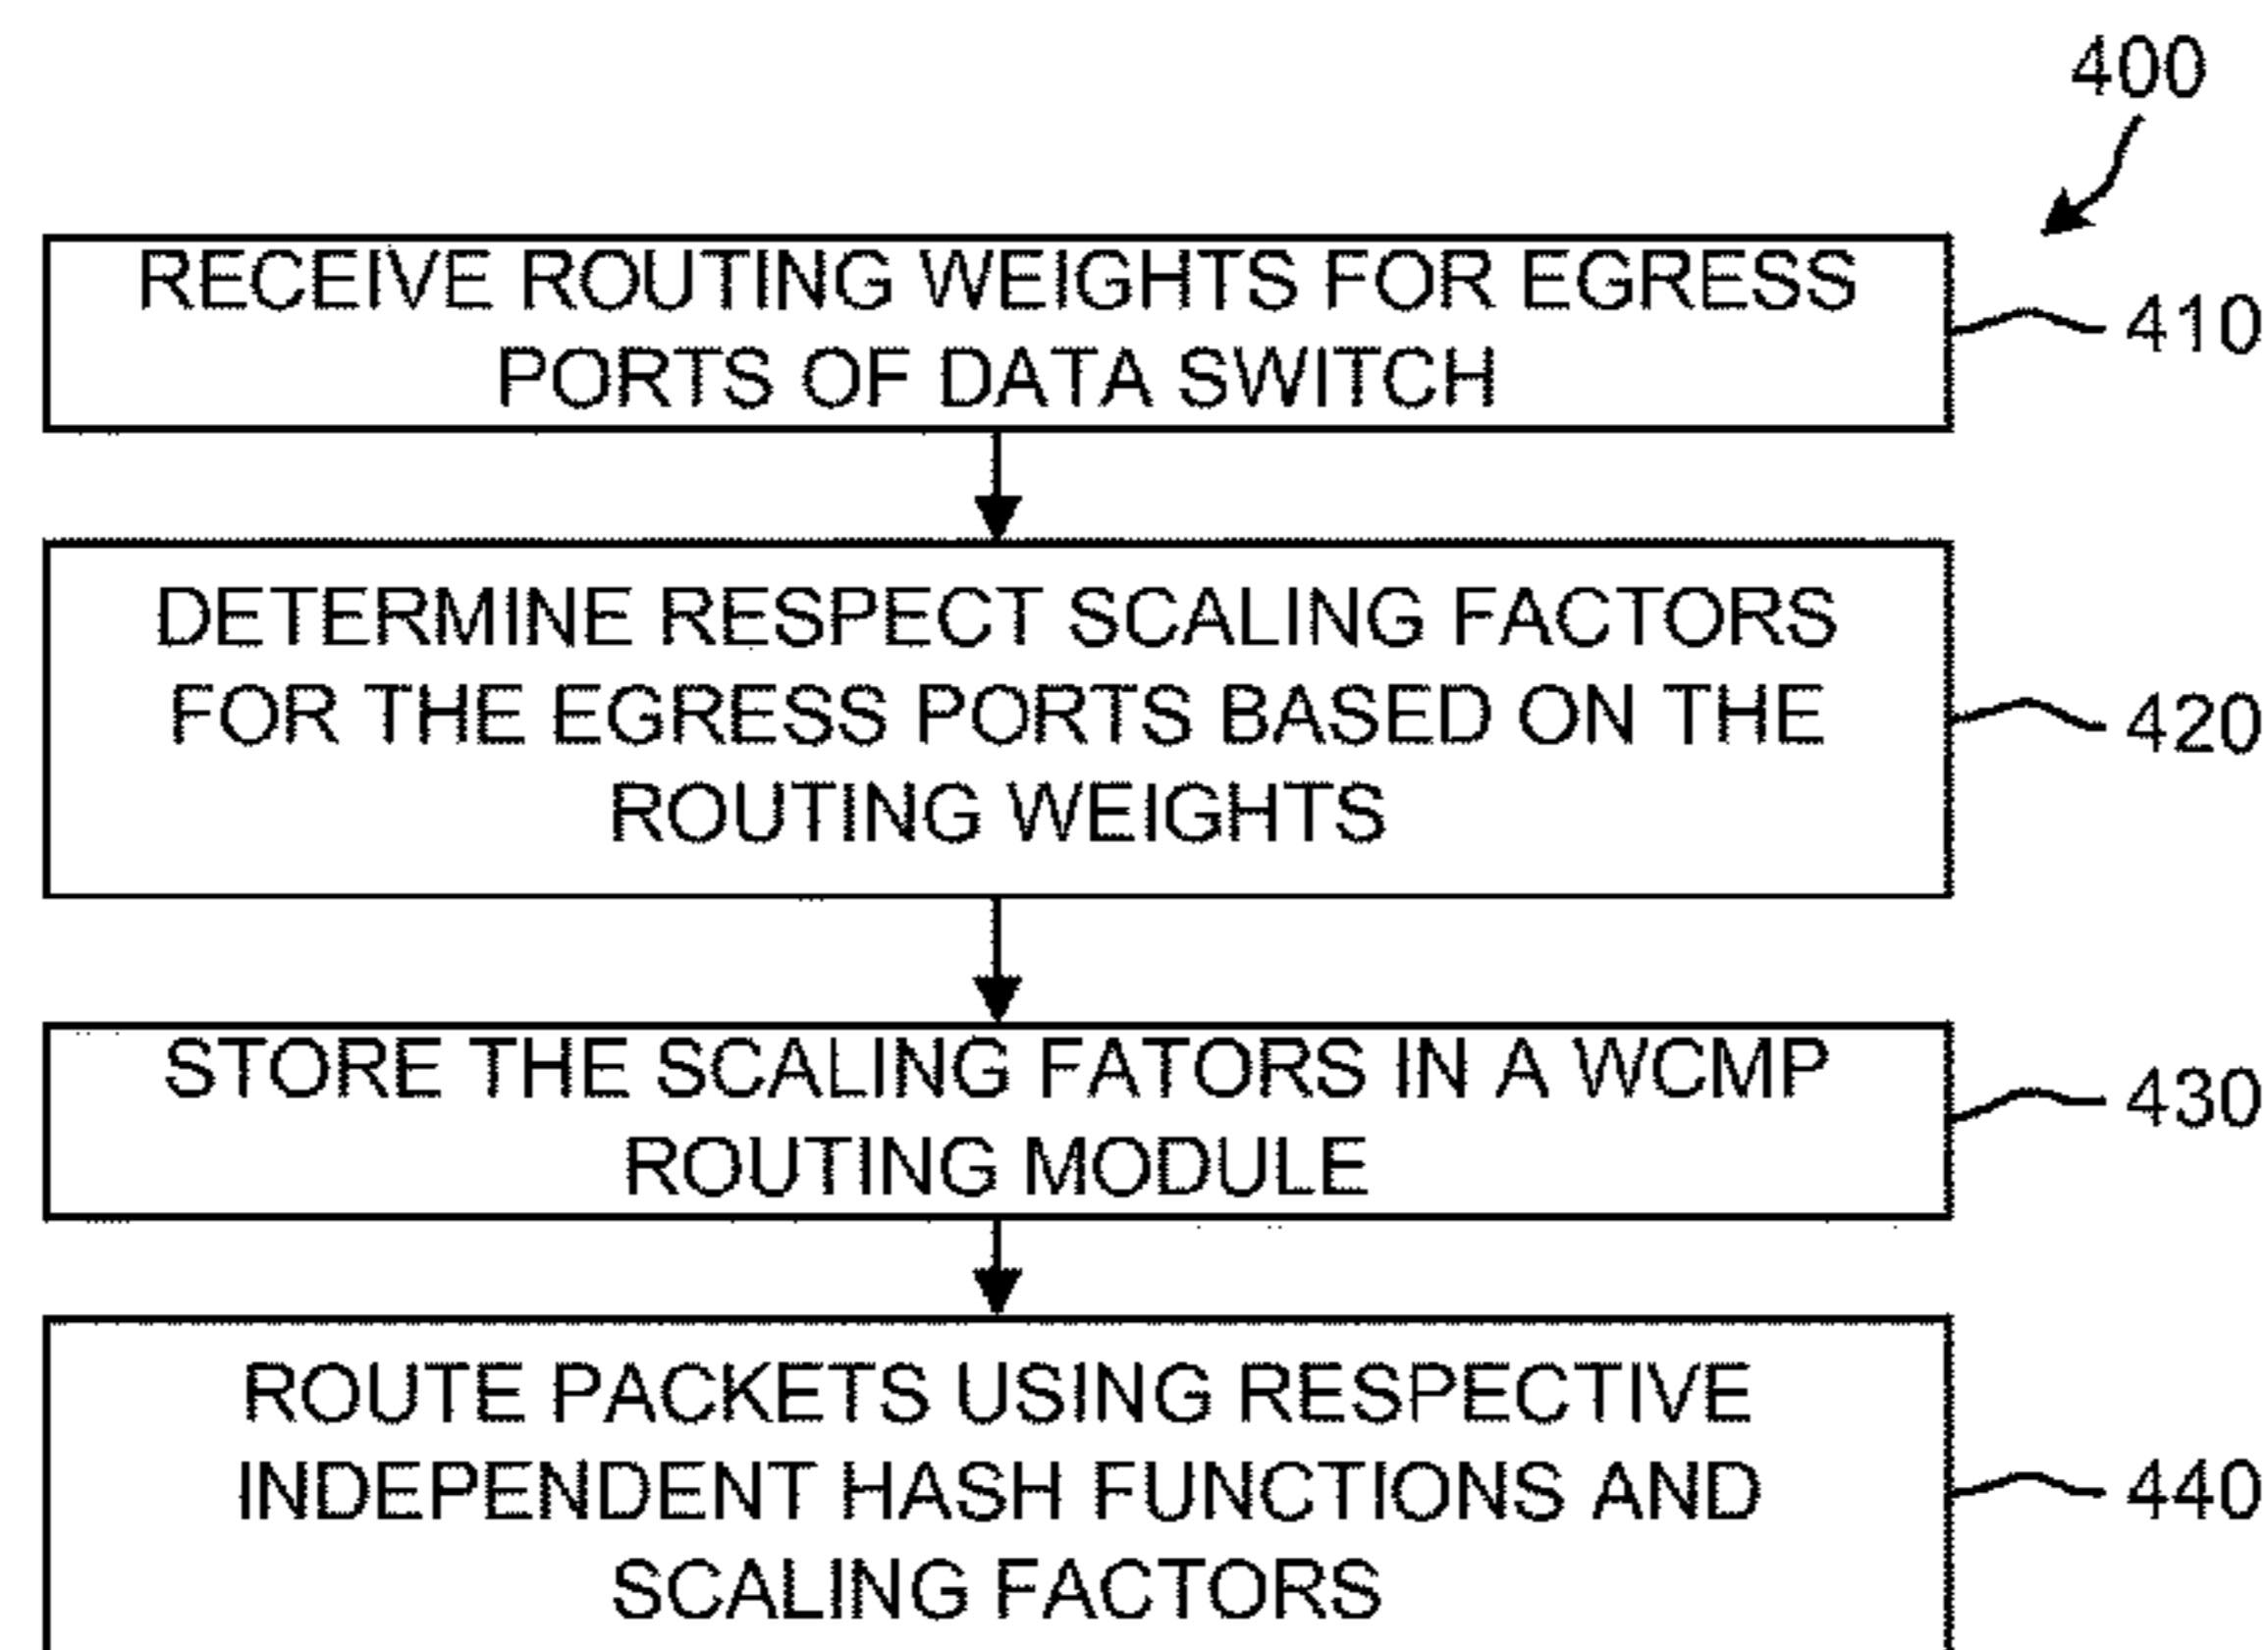 400
RECEIVE ROUTING WEIGHTS FOR EGRESS
PORTS OF DATA SWITCH
410
DETERMINE RESPECT SCALING FACTORS
FOR THE EGRESS PORTS BASED ON THE
ROUTING WEIGHTS
420
STORE THE SCALING FATORS IN A WCMP
ROUTING MODULE
430
ROUTE PACKETS USING RESPECTIVE
INDEPENDENT HASH FUNCTIONS AND
SCALING FACTORS
440